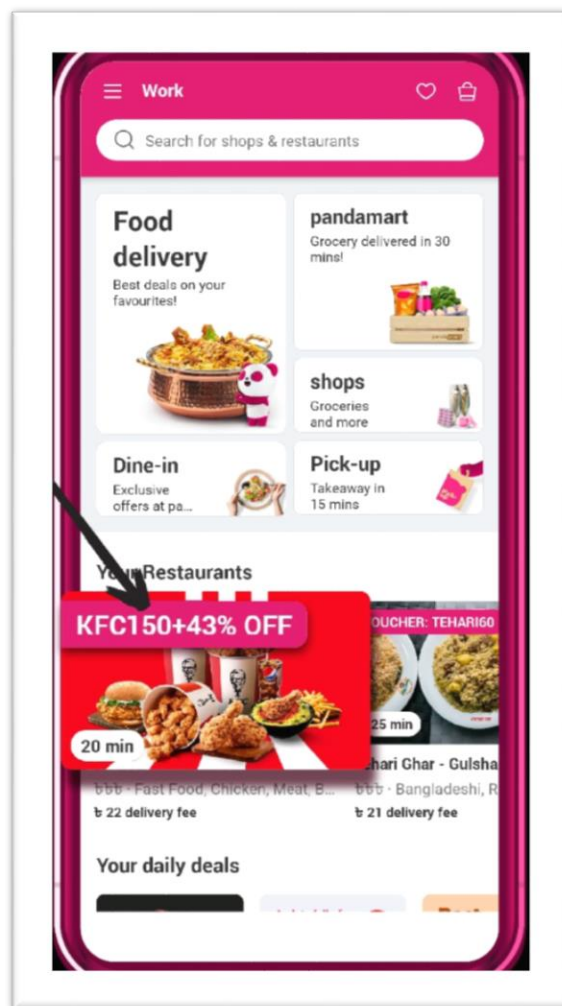 Work
Search for shops & restaurants
Food
delivery
Best deals on your
favourites!
pandamart
Grocery delivered in 30
mins!
shops
Groceries
and more
Dine-in
Exclusive
offers at pa...
Pick-up
Takeaway in
15 mins
Your Restaurants
KFC150+43% OFF
OUCHER: TEHARI60
20 min
25 min
hari Ghar - Gulsha
৳৳৳ · Fast Food, Chicken, Meat, B...
৳৳৳ · Bangladeshi, R
৳ 22 delivery fee
৳ 21 delivery fee
Your daily deals